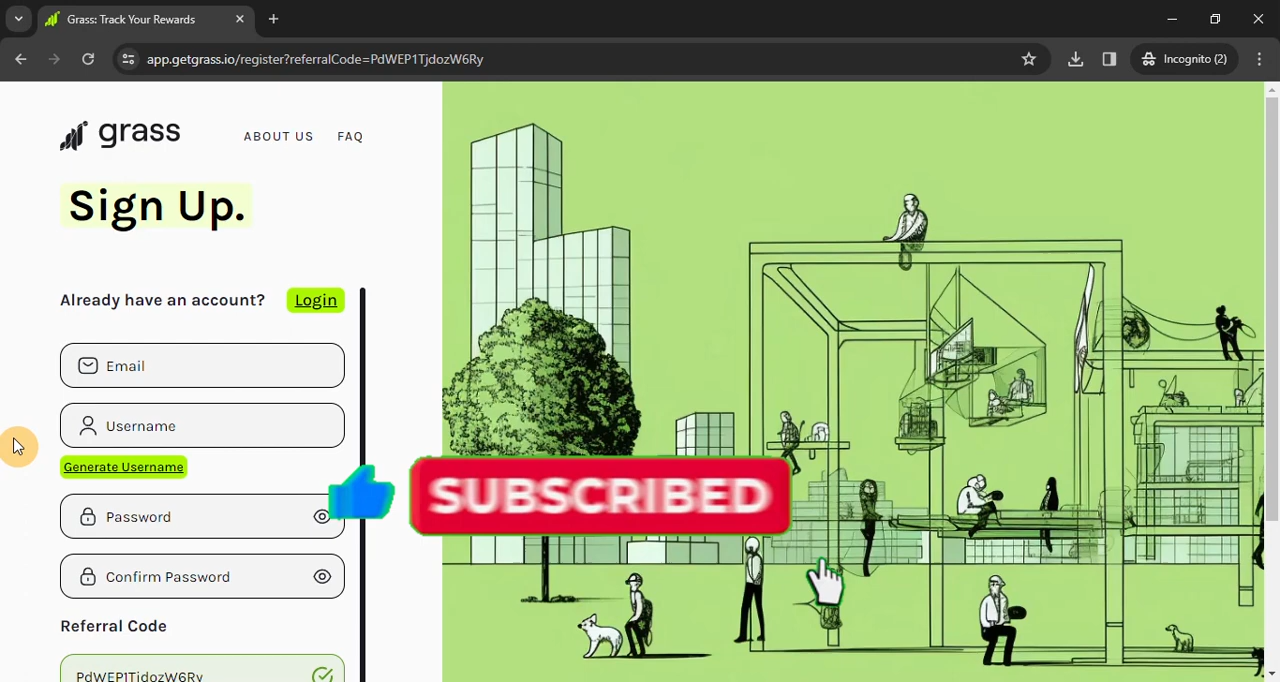 Grass: Track Your Rewards
app.getgrass.io/register?referralCode=PdWEP1TjdozW6Ry
Incognito (2)
grass
ABOUT US
FAQ
Sign Up.
Already have an account?
Login
Email
Username
Generate Username
Password
SUBSCRIBED
Confirm Password
Referral Code
PdWEP1TjdozW6Ry